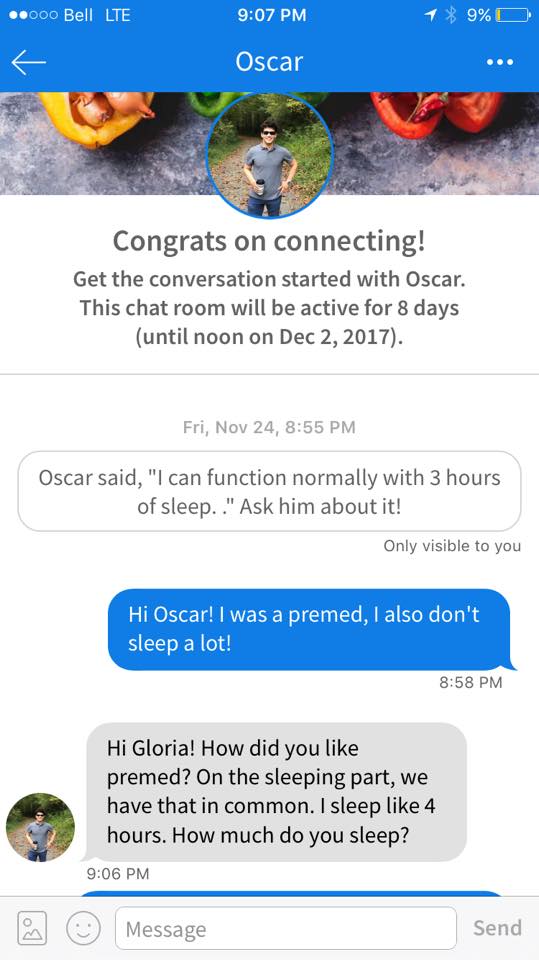 Bell LTE 9:07 PM 9%
Oscar
Congrats on connecting!
Get the conversation started with Oscar.
This chat room will be active for 8 days
(until noon on Dec 2, 2017).
Fri, Nov 24, 8:55 PM
Oscar said, "I can function normally with 3 hours
of sleep. ." Ask him about it!
Only visible to you
Hi Oscar! I was a premed, I also don't
sleep a lot!
8:58 PM
Hi Gloria! How did you like
premed? On the sleeping part, we
have that in common. I sleep like 4
hours. How much do you sleep?
9:06 PM
Message Send